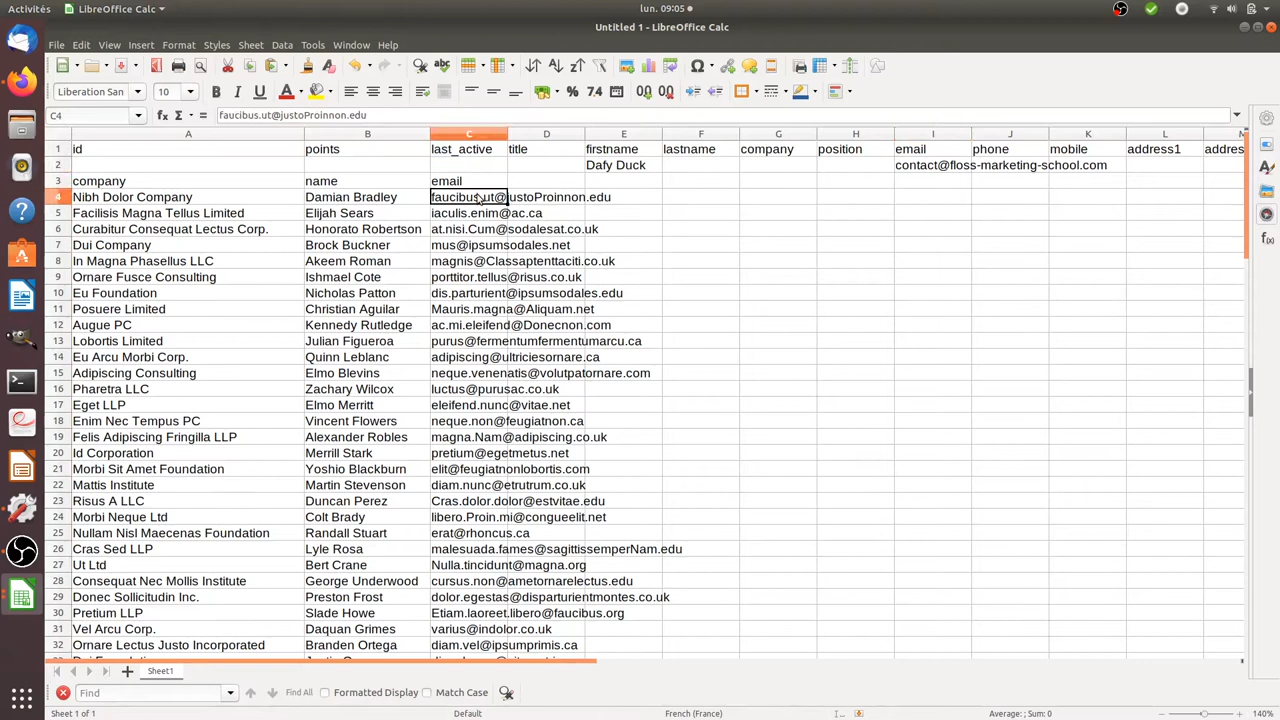 Activités
LibreOffice Calc
lun. 09:05
Untitled 1 - LibreOffice Calc
File Edit View Insert Format Styles Sheet Data Tools Window Help
Liberation San
10
C4
faucibus.ut@justoProinnon.edu
A B C D E F G H I J K L M
1 id points last_active title firstname lastname company position email phone mobile address1 addres
2 Dafy Duck contact@floss-marketing-school.com
3 company name email
4 Nibh Dolor Company Damian Bradley faucibus.ut@justoProinnon.edu
5 Facilisis Magna Tellus Limited Elijah Sears iaculis.enim@ac.ca
6 Curabitur Consequat Lectus Corp. Honorato Robertson at.nisi.Cum@sodalesat.co.uk
7 Dui Company Brock Buckner mus@ipsumsodales.net
8 In Magna Phasellus LLC Akeem Roman magnis@Classaptenttaciti.co.uk
9 Ornare Fusce Consulting Ishmael Cote porttitor.tellus@risus.co.uk
10 Eu Foundation Nicholas Patton dis.parturient@ipsumsodales.edu
11 Posuere Limited Christian Aguilar Mauris.magna@Aliquam.net
12 Augue PC Kennedy Rutledge ac.mi.eleifend@Donecnon.com
13 Lobortis Limited Julian Figueroa purus@fermentumfermentumarcu.ca
14 Eu Arcu Morbi Corp. Quinn Leblanc adipiscing@ultriciesornare.ca
15 Adipiscing Consulting Elmo Blevins neque.venenatis@volutpatornare.com
16 Pharetra LLC Zachary Wilcox luctus@purusac.co.uk
17 Eget LLP Elmo Merritt eleifend.nunc@vitae.net
18 Enim Nec Tempus PC Vincent Flowers neque.non@feugiatnon.ca
19 Felis Adipiscing Fringilla LLP Alexander Robles magna.Nam@adipiscing.co.uk
20 Id Corporation Merrill Stark pretium@egetmetus.net
21 Morbi Sit Amet Foundation Yoshio Blackburn elit@feugiatnonlobortis.com
22 Mattis Institute Martin Stevenson diam.nunc@etrutrum.co.uk
23 Risus A LLC Duncan Perez Cras.dolor.dolor@estvitae.edu
24 Morbi Neque Ltd Colt Brady libero.Proin.mi@congueelit.net
25 Nullam Nisl Maecenas Foundation Randall Stuart erat@rhoncus.ca
26 Cras Sed LLP Lyle Rosa malesuada.fames@sagittissemperNam.edu
27 Ut Ltd Bert Crane Nulla.tincidunt@magna.org
28 Consequat Nec Mollis Institute George Underwood cursus.non@ametornarelectus.edu
29 Donec Sollicitudin Inc. Preston Frost dolor.egestas@disparturientmontes.co.uk
30 Pretium LLP Slade Howe Etiam.laoreet.libero@faucibus.org
31 Vel Arcu Corp. Daquan Grimes varius@indolor.co.uk
32 Ornare Lectus Justo Incorporated Branden Ortega diam.vel@ipsumprimis.ca
Sheet1
Find
Find All Formatted Display Match Case
Sheet 1 of 1 Default French (France) Average: ; Sum: 0 140%